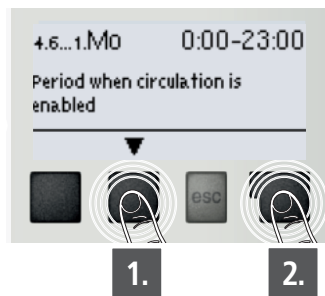 4.6...1.Mo 0:00-23:00
Period when circulation is
enabled
esc
1. 2.